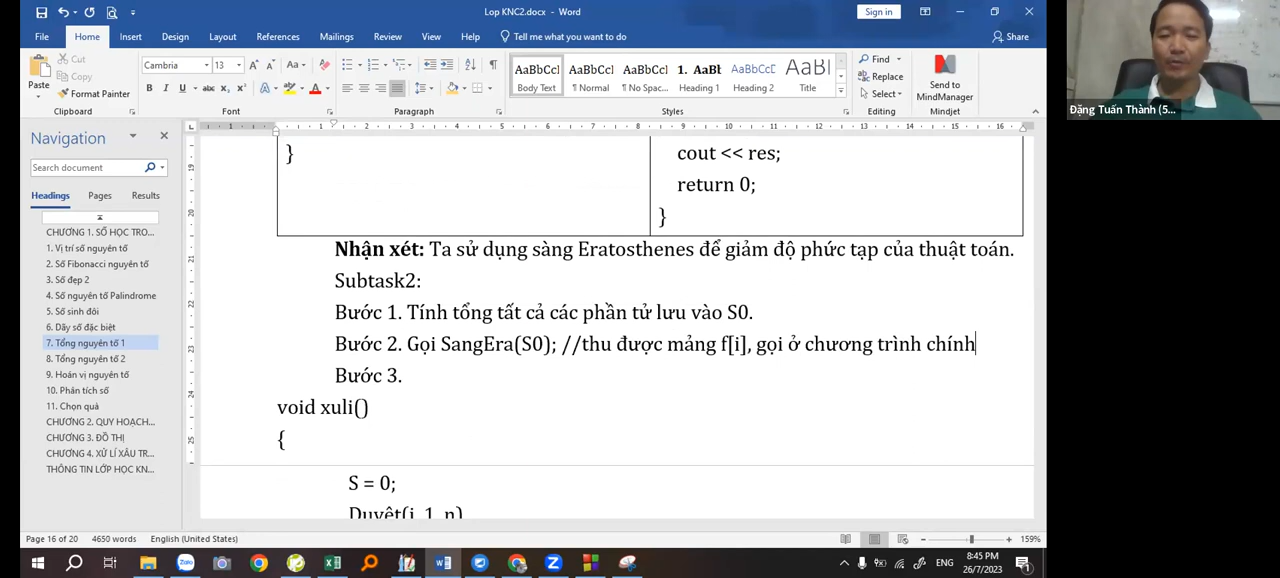 Lop KNC2.docx - Word
Sign in
File Home Insert Design Layout References Mailings Review View Help Tell me what you want to do Share
Cut
Copy
Format Painter
Paste
Clipboard
Cambria 13
Font
Paragraph
AaBbCcI AaBbCcDc AaBbCcDc 1. AaBb AaBbCcD AaBl
Body Text ¶ Normal ¶ No Spac... Heading 1 Heading 2 Title
Styles
Find
Replace
Select
Editing
Send to
MindManager
Mindjet
Đặng Tuấn Thành (5...
Navigation
Search document
Headings Pages Results
CHƯƠNG 1. SỐ HỌC TRO...
1. Vị trí số nguyên tố
2. Số Fibonacci nguyên tố
3. Số đẹp 2
4. Số nguyên tố Palindrome
5. Số sinh đôi
6. Dãy số đặc biệt
7. Tổng nguyên tố 1
8. Tổng nguyên tố 2
9. Hoán vị nguyên tố
10. Phân tích số
11. Chọn quà
CHƯƠNG 2. QUY HOẠCH...
CHƯƠNG 3. ĐỒ THỊ
CHƯƠNG 4. XỬ LÍ XÂU TR...
THÔNG TIN LỚP HỌC KN...
}
cout << res;
return 0;
}
Nhận xét: Ta sử dụng sàng Eratosthenes để giảm độ phức tạp của thuật toán.
Subtask2:
Bước 1. Tính tổng tất cả các phần tử lưu vào S0.
Bước 2. Gọi SangEra(S0); //thu được mảng f[i], gọi ở chương trình chính
Bước 3.
void xuli()
{
S = 0;
Duyệt(i, 1, n)
Page 16 of 20 4650 words English (United States) 159%
ENG
8:45 PM
26/7/2023